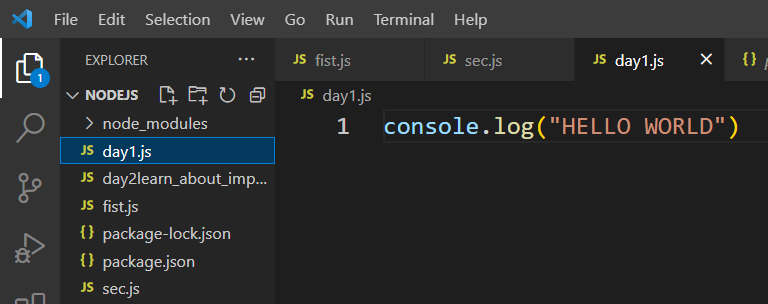 File Edit Selection View Go Run Terminal Help
EXPLORER ...
JS fist.js JS sec.js JS day1.js
1
NODEJS
JS day1.js
node_modules
1 console.log("HELLO WORLD")
JS day1.js
JS day2learn_about_imp...
JS fist.js
{ } package-lock.json
{ } package.json
JS sec.js